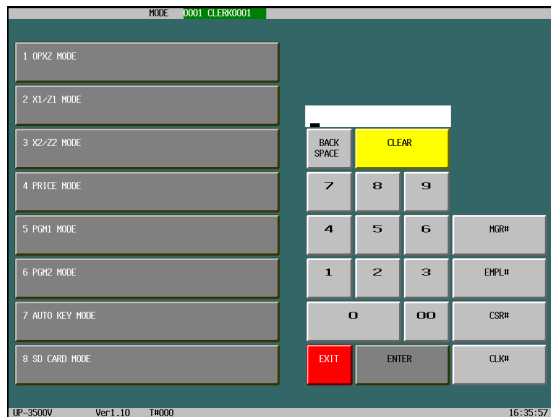 MODE 0001 CLERK0001
1 OPXZ MODE
2 X1/Z1 MODE
3 X2/Z2 MODE
4 PRICE MODE
5 PGM1 MODE
6 PGM2 MODE
7 AUTO KEY MODE
8 SD CARD MODE
BACK SPACE
CLEAR
7 8 9
4 5 6 MGR#
1 2 3 EMPL#
0 00 CSR#
EXIT ENTER CLK#
UP-3500V Ver1.10 T#000 16:35:57